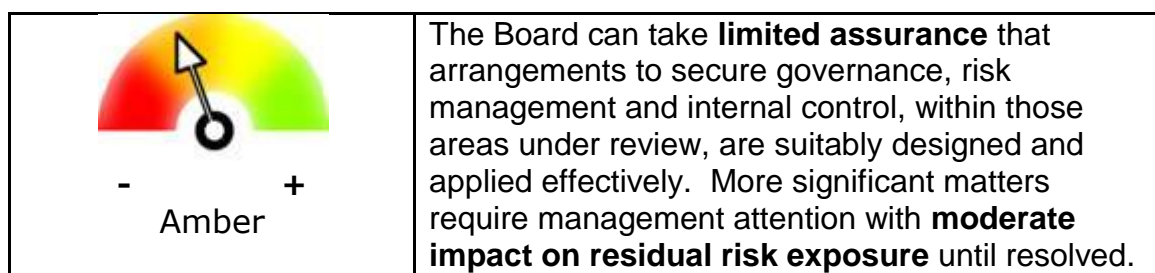 - +
Amber
The Board can take limited assurance that
arrangements to secure governance, risk
management and internal control, within those
areas under review, are suitably designed and
applied effectively.  More significant matters
require management attention with moderate
impact on residual risk exposure until resolved.